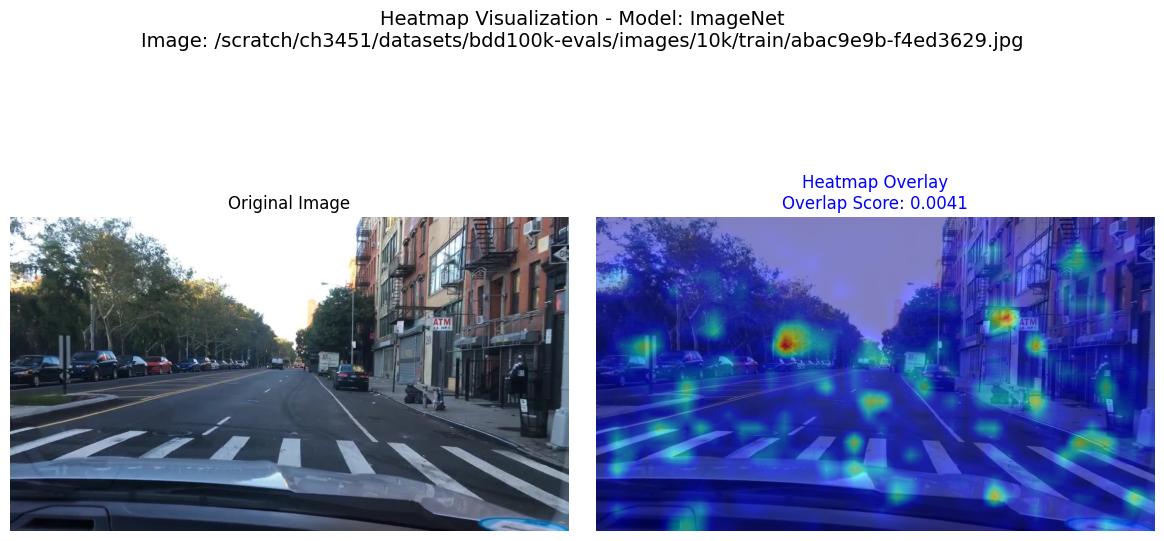 Heatmap Visualization - Model: ImageNet
Image: /scratch/ch3451/datasets/bdd100k-evals/images/10k/train/abac9e9b-f4ed3629.jpg
Original Image
Heatmap Overlay
Overlap Score: 0.0041
ATM